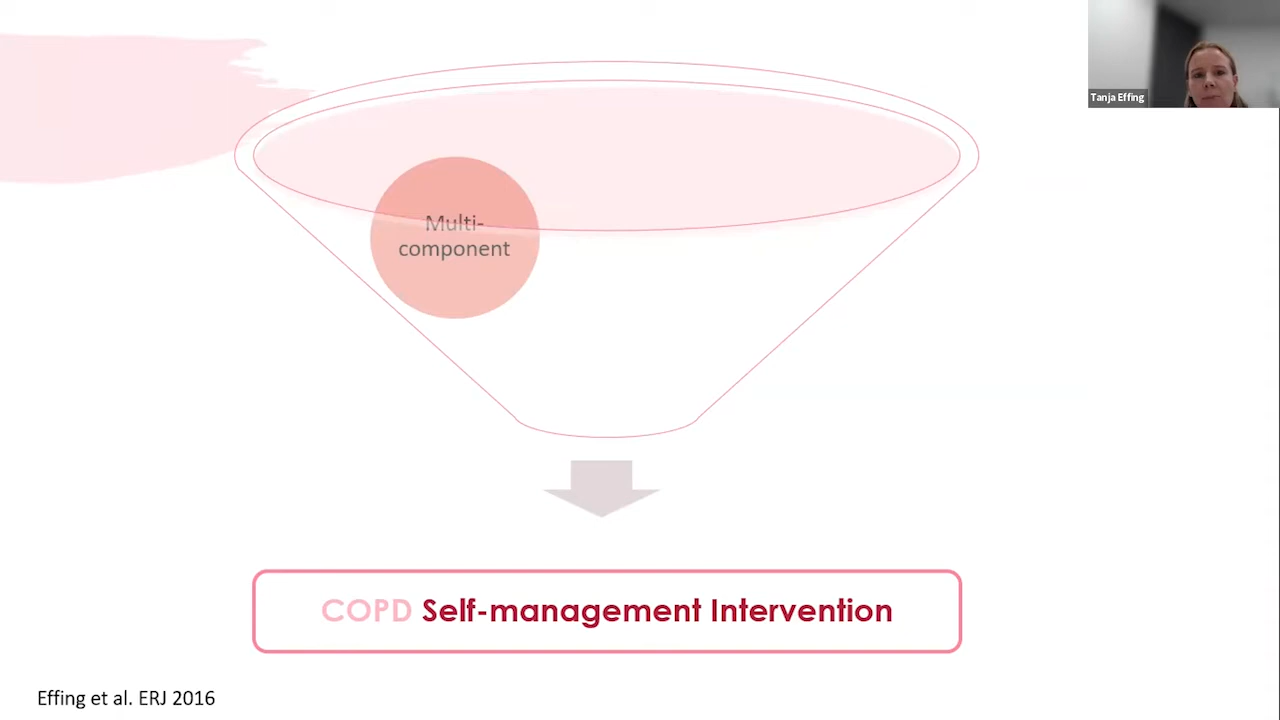 Tanja Effing
Multi-
component
COPD Self-management Intervention
Effing et al. ERJ 2016